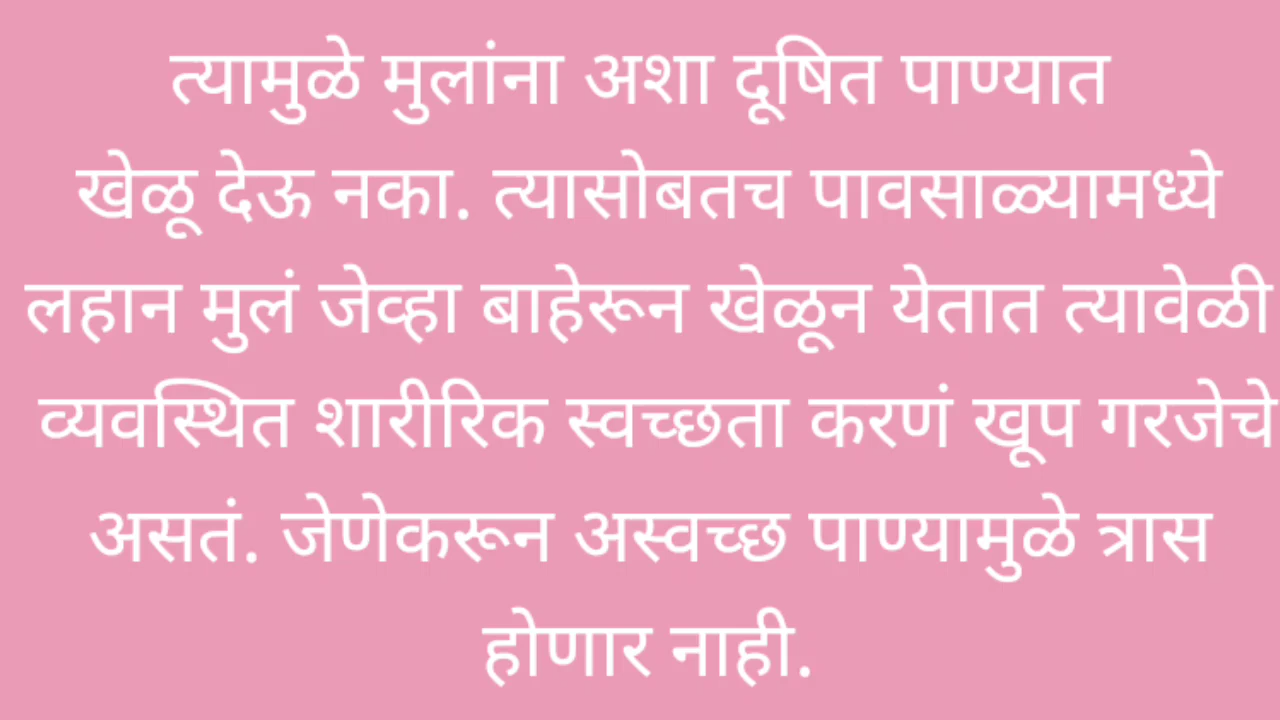 त्यामुळे मुलांना अशा दूषित पाण्यात
खेळू देऊ नका. त्यासोबतच पावसाळ्यामध्ये
लहान मुलं जेव्हा बाहेरून खेळून येतात त्यावेळी
व्यवस्थित शारीरिक स्वच्छता करणं खूप गरजेचे
असतं. जेणेकरून अस्वच्छ पाण्यामुळे त्रास
होणार नाही.